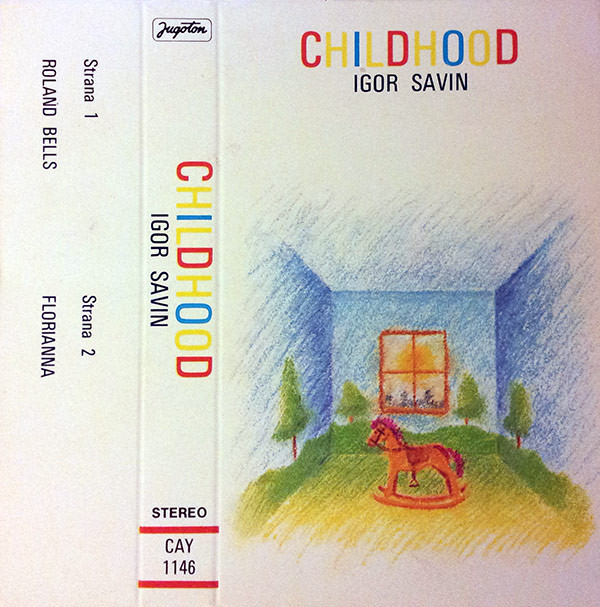 Strana 1
ROLAND BELLS
Strana 2
FLORIANNA
Jugoton
CHILDHOOD
IGOR SAVIN
STEREO
CAY
1146
CHILDHOOD
IGOR SAVIN